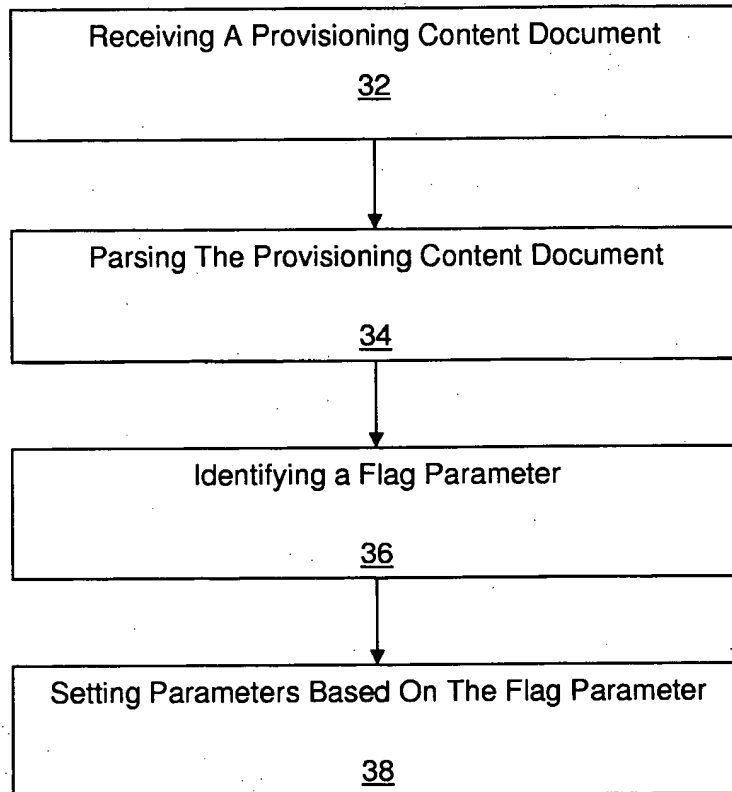 Receiving A Provisioning Content Document
32
Parsing The Provisioning Content Document
34
Identifying a Flag Parameter
36
Setting Parameters Based On The Flag Parameter
38